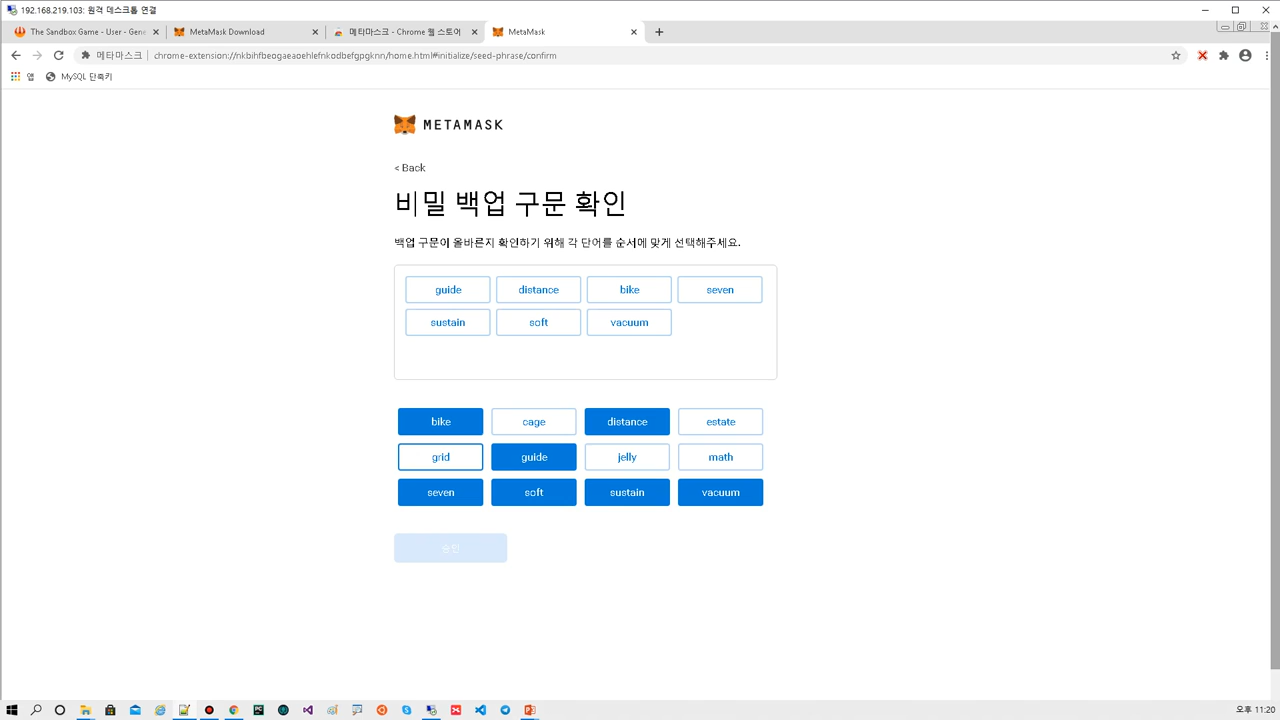 192.168.219.103: 원격 데스크톱 연결
The Sandbox Game - User - Gene
MetaMask Download
메타마스크 - Chrome 웹 스토어
MetaMask
메타마스크 chrome-extension://nkbihfbeogaeaoehlefnkodbefgpgknn/home.html#initialize/seed-phrase/confirm
앱 MySQL 단축키
METAMASK
< Back
비밀 백업 구문 확인
백업 구문이 올바른지 확인하기 위해 각 단어를 순서에 맞게 선택해주세요.
guide distance bike seven
sustain soft vacuum
bike cage distance estate
grid guide jelly math
seven soft sustain vacuum
승인
오후 11:20